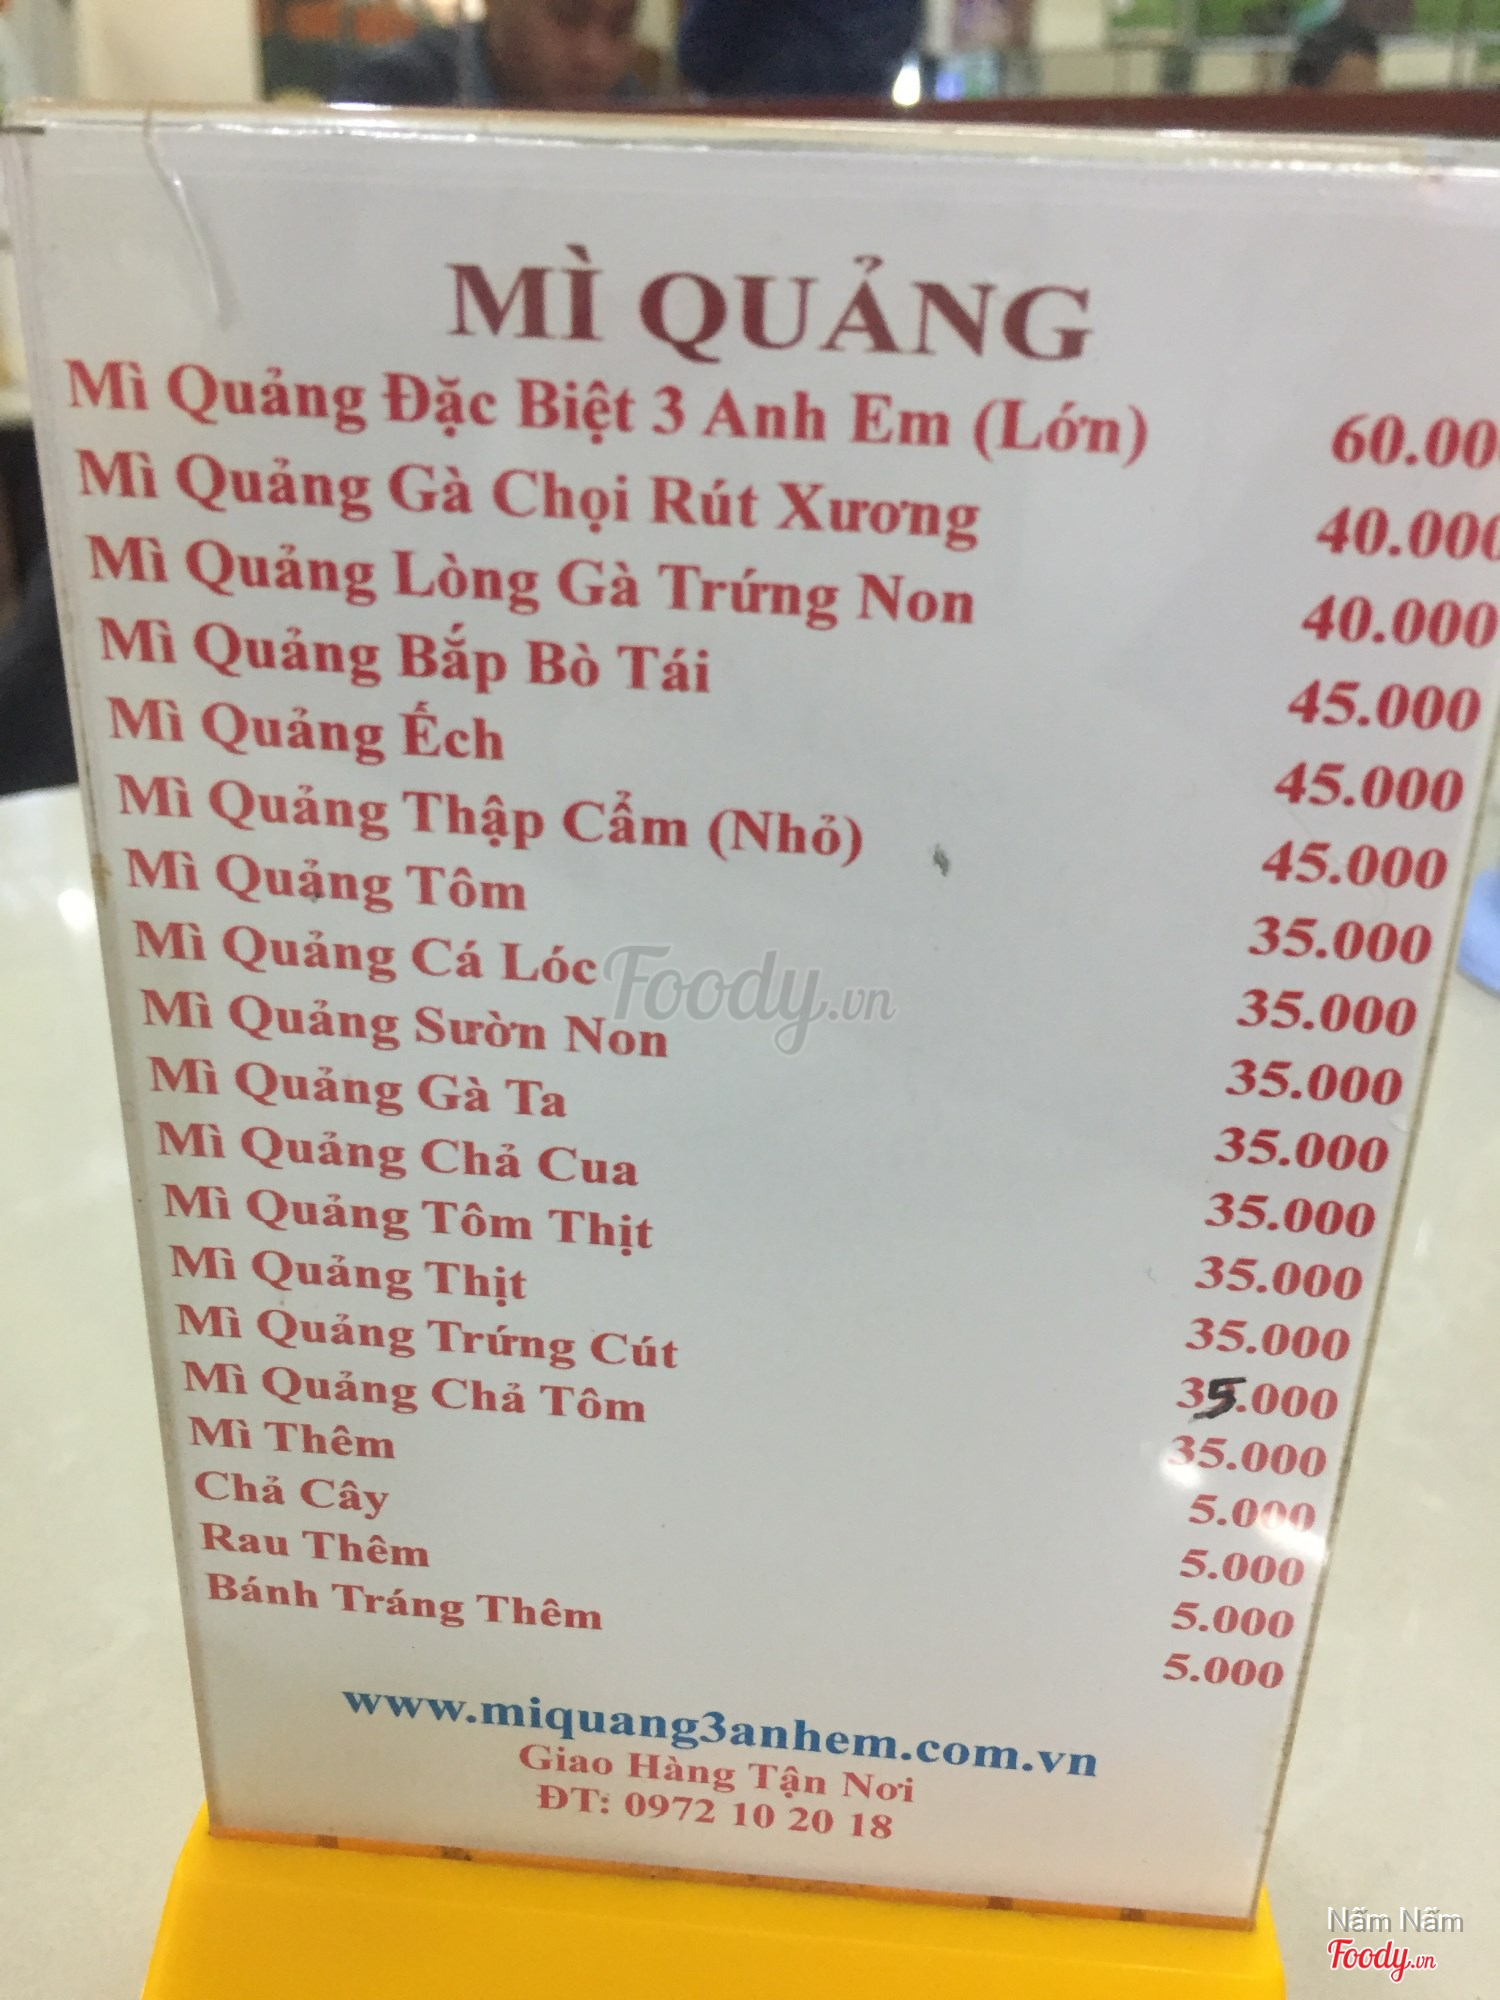 MÌ QUẢNG
Mì Quảng Đặc Biệt 3 Anh Em (Lớn) 60.00
Mì Quảng Gà Chọi Rút Xương 40.000
Mì Quảng Lòng Gà Trứng Non 40.000
Mì Quảng Bắp Bò Tái 45.000
Mì Quảng Ếch 45.000
Mì Quảng Thập Cẩm (Nhỏ) 45.000
Mì Quảng Tôm 35.000
Mì Quảng Cá Lóc 35.000
Mì Quảng Sườn Non 35.000
Mì Quảng Gà Ta 35.000
Mì Quảng Chả Cua 35.000
Mì Quảng Tôm Thịt 35.000
Mì Quảng Thịt 35.000
Mì Quảng Trứng Cút 35.000
Mì Quảng Chả Tôm 35.000
Mì Thêm 5.000
Chả Cây 5.000
Rau Thêm 5.000
Bánh Tráng Thêm 5.000
www.miquang3anhem.com.vn
Giao Hàng Tận Nơi
ĐT: 0972 10 20 18
Foody.vn
Nấm Nấm
Foody.vn